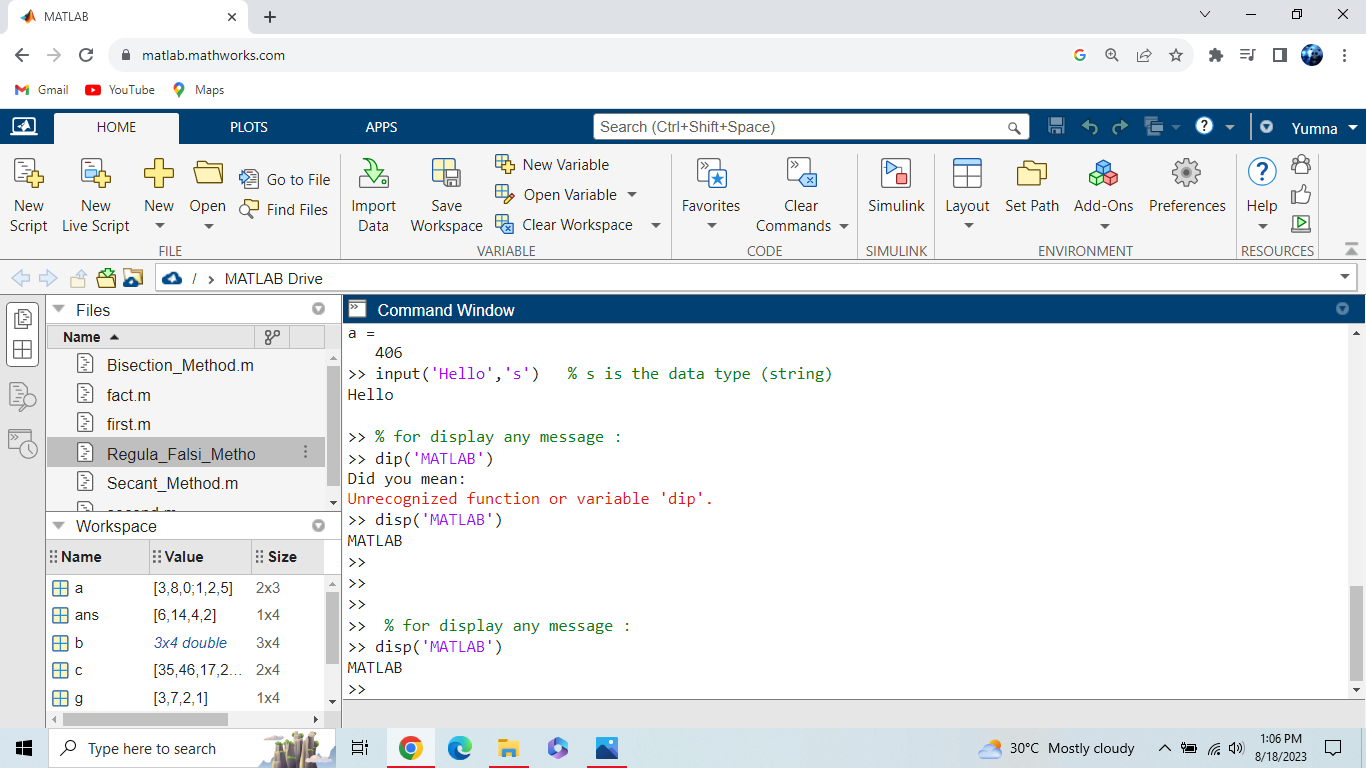 MATLAB
matlab.mathworks.com
Gmail YouTube Maps
HOME PLOTS APPS Search (Ctrl+Shift+Space) Yumna
New Script
New Live Script
New
Open
Go to File
Find Files
FILE
Import Data
Save Workspace
New Variable
Open Variable
Clear Workspace
VARIABLE
Favorites
Clear Commands
CODE
Simulink
SIMULINK
Layout
Set Path
Add-Ons
Preferences
ENVIRONMENT
Help
RESOURCES
/ › MATLAB Drive
Files
Name
Bisection_Method.m
fact.m
first.m
Regula_Falsi_Metho
Secant_Method.m
Workspace
Name Value Size
a [3,8,0;1,2,5] 2x3
ans [6,14,4,2] 1x4
b 3x4 double 3x4
c [35,46,17,2... 2x4
g [3,7,2,1] 1x4
Command Window
a =
406
>> input('Hello','s') % s is the data type (string)
Hello
>> % for display any message :
>> dip('MATLAB')
Did you mean:
Unrecognized function or variable 'dip'.
>> disp('MATLAB')
MATLAB
>>
>>
>>
>> % for display any message :
>> disp('MATLAB')
MATLAB
>>
Type here to search
30°C Mostly cloudy
1:06 PM
8/18/2023